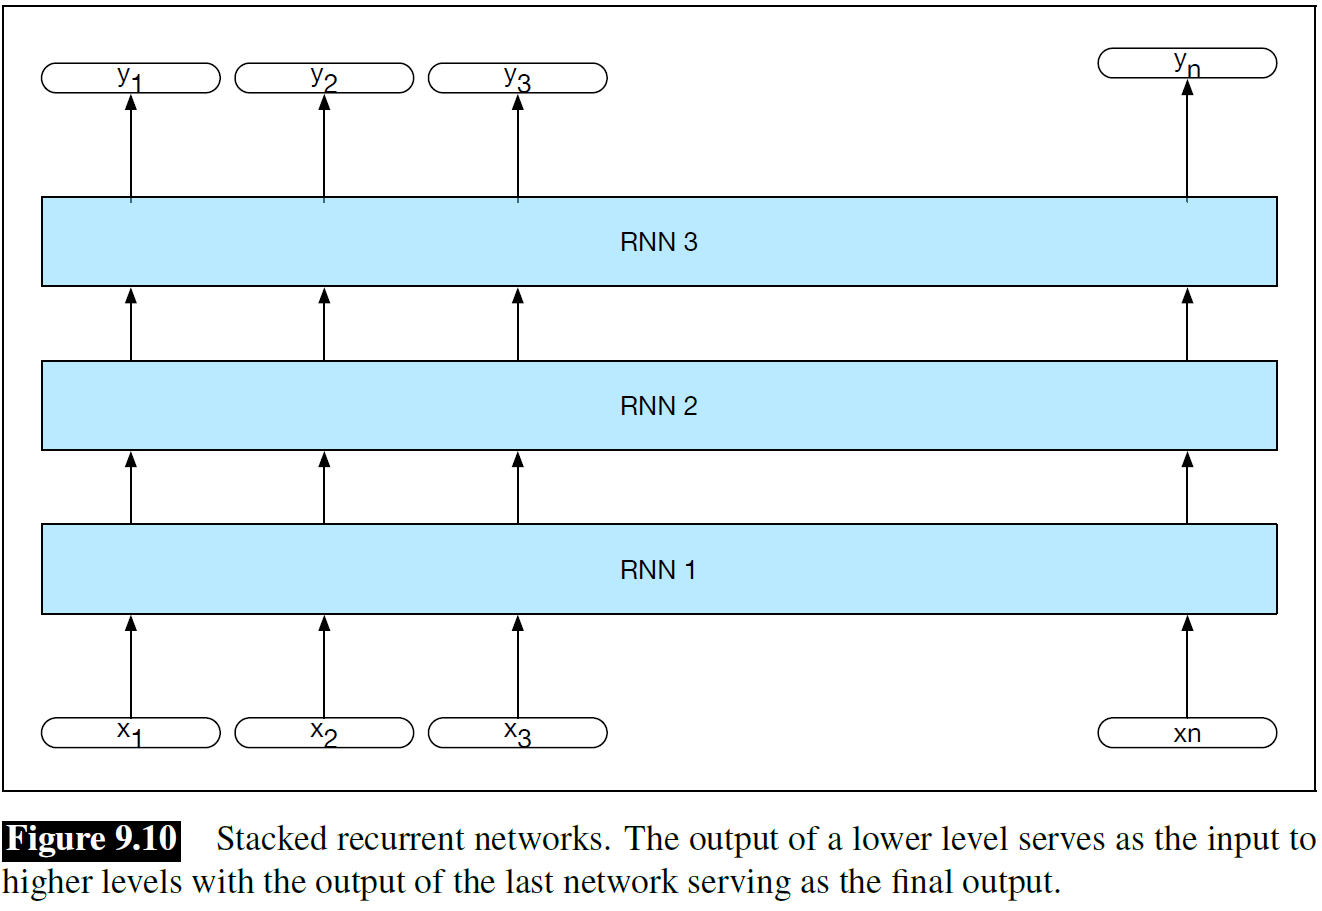 y1 y2 y3 yn
RNN 3
RNN 2
RNN 1
x1 x2 x3 xn
Figure 9.10 Stacked recurrent networks. The output of a lower level serves as the input to
higher levels with the output of the last network serving as the final output.